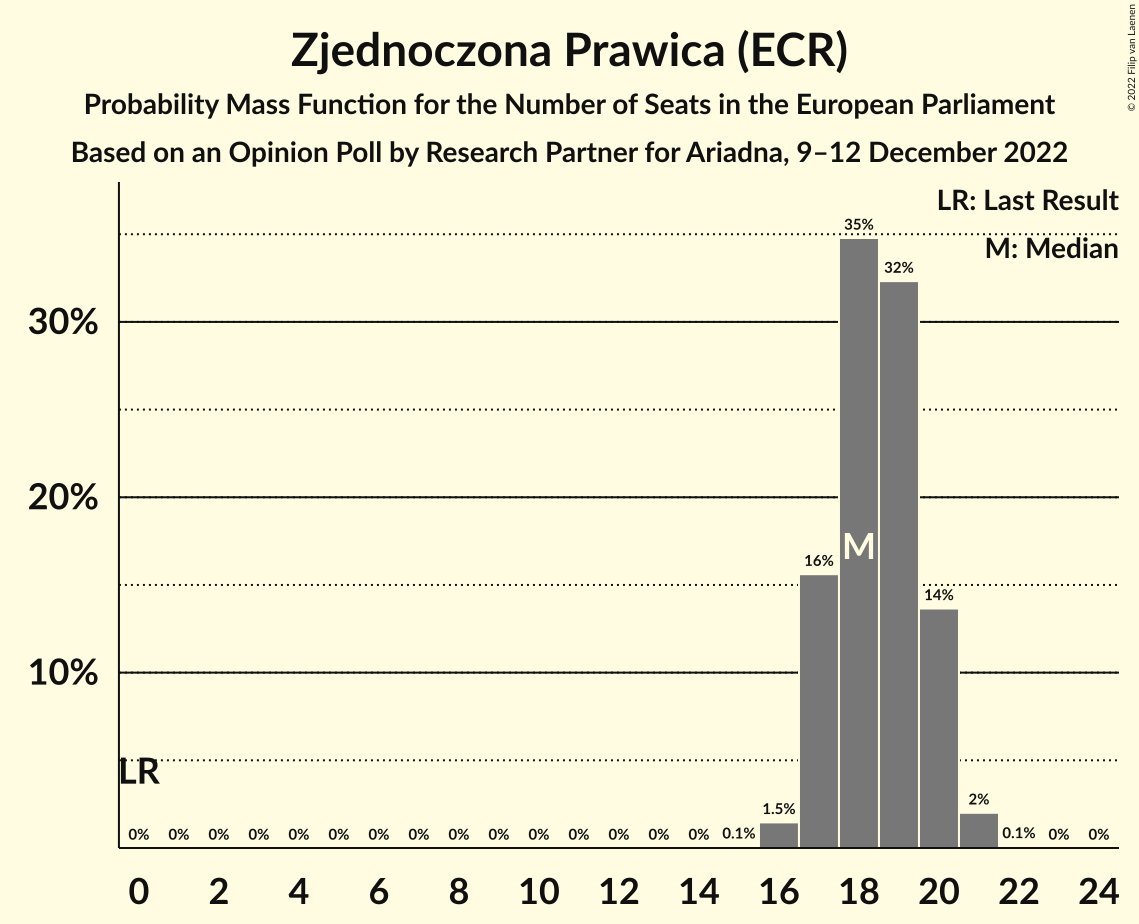 Zjednoczona Prawica (ECR)
Probability Mass Function for the Number of Seats in the European Parliament
Based on an Opinion Poll by Research Partner for Ariadna, 9–12 December 2022
© 2022 Filip van Laenen
LR: Last Result
M: Median
35%
32%
30%
20%
16%
M
14%
10%
LR
0% 0% 0% 0% 0% 0% 0% 0% 0% 0% 0% 0% 0% 0% 0% 0.1% 1.5% 2% 0.1% 0% 0%
0 2 4 6 8 10 12 14 16 18 20 22 24